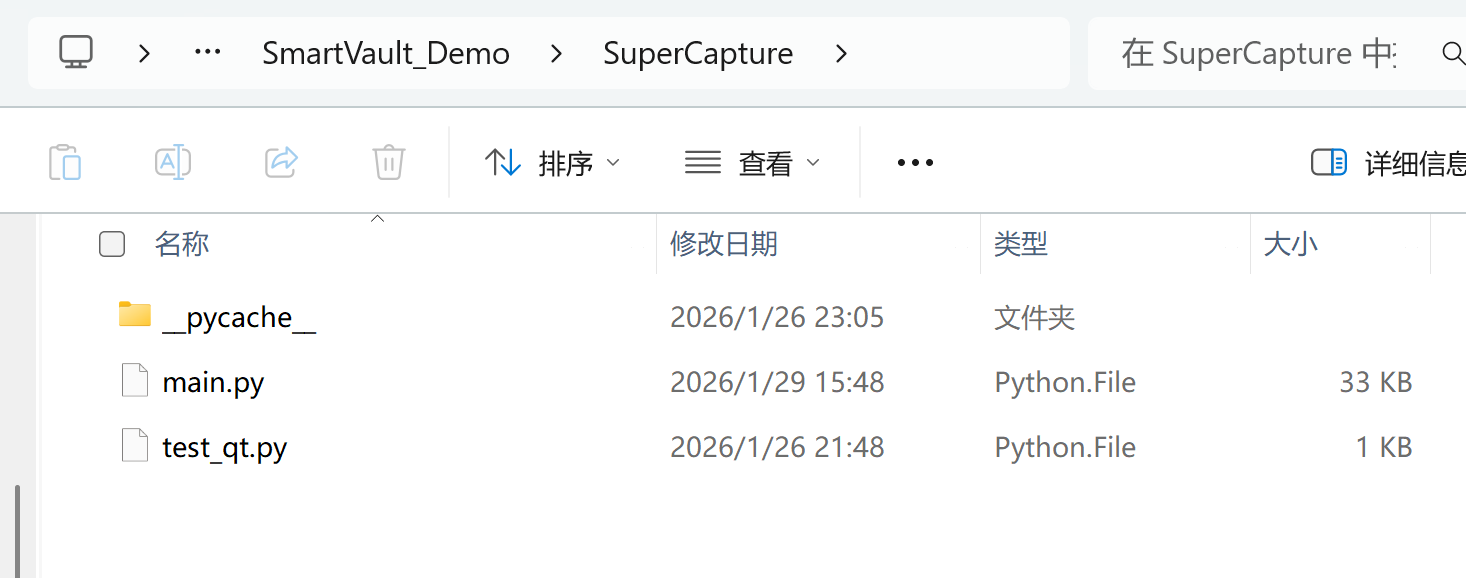 SmartVault_Demo SuperCapture 在 SuperCapture 中
排序 查看 详细信息
名称 修改日期 类型 大小
__pycache__ 2026/1/26 23:05 文件夹
main.py 2026/1/29 15:48 Python.File 33 KB
test_qt.py 2026/1/26 21:48 Python.File 1 KB